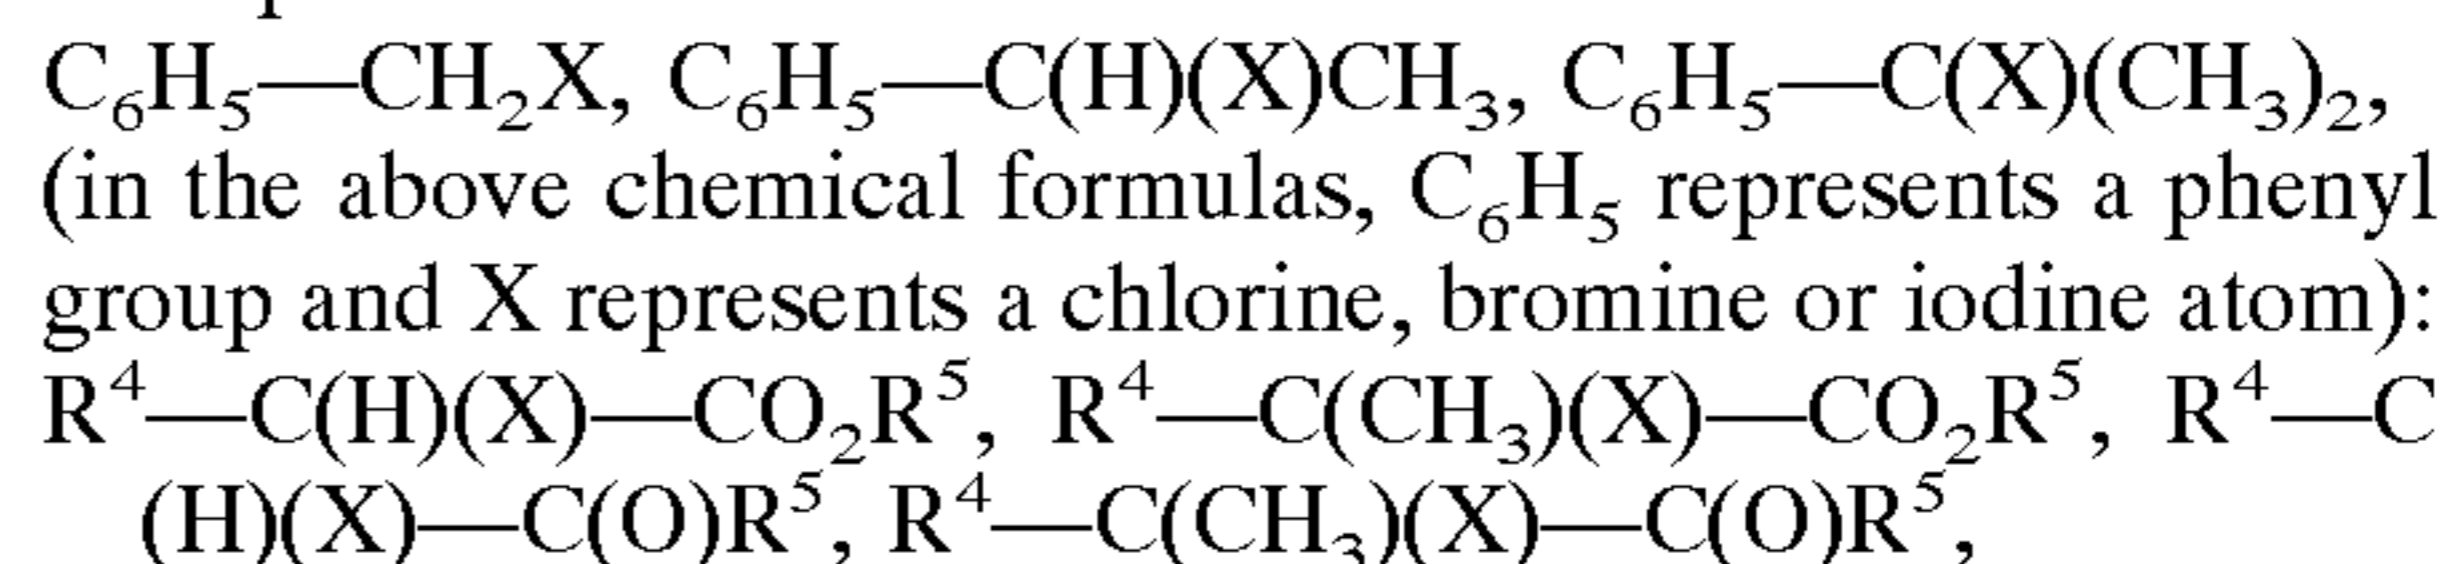 C₆H₅—CH₂X, C₆H₅—C(H)(X)CH₃, C₆H₅—C(X)(CH₃)₂,
(in the above chemical formulas, C₆H₅ represents a phenyl
group and X represents a chlorine, bromine or iodine atom):
R⁴—C(H)(X)—CO₂R⁵, R⁴—C(CH₃)(X)—CO₂R⁵, R⁴—C
(H)(X)—C(O)R⁵, R⁴—C(CH₃)(X)—C(O)R⁵,